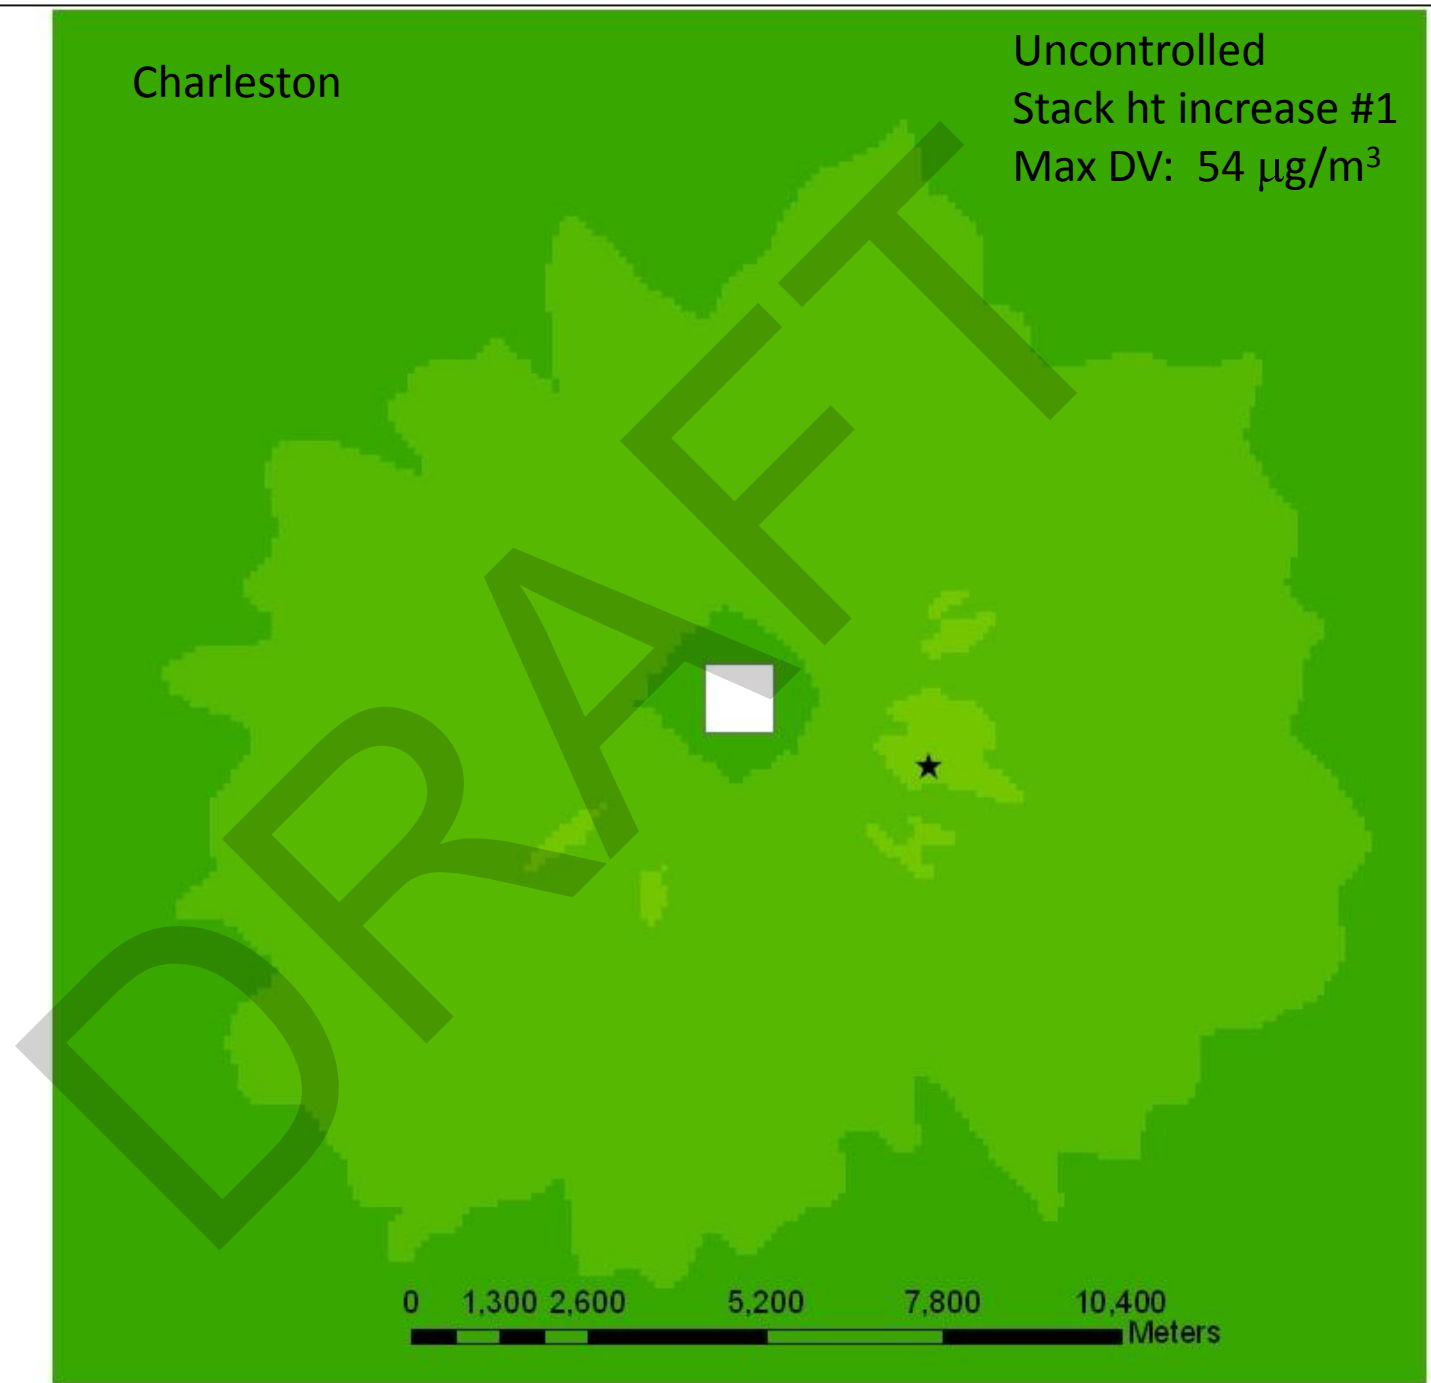 Charleston
Uncontrolled
Stack ht increase #1
Max DV: 54 µg/m³
DRAFT
0 1,300 2,600 5,200 7,800 10,400
Meters